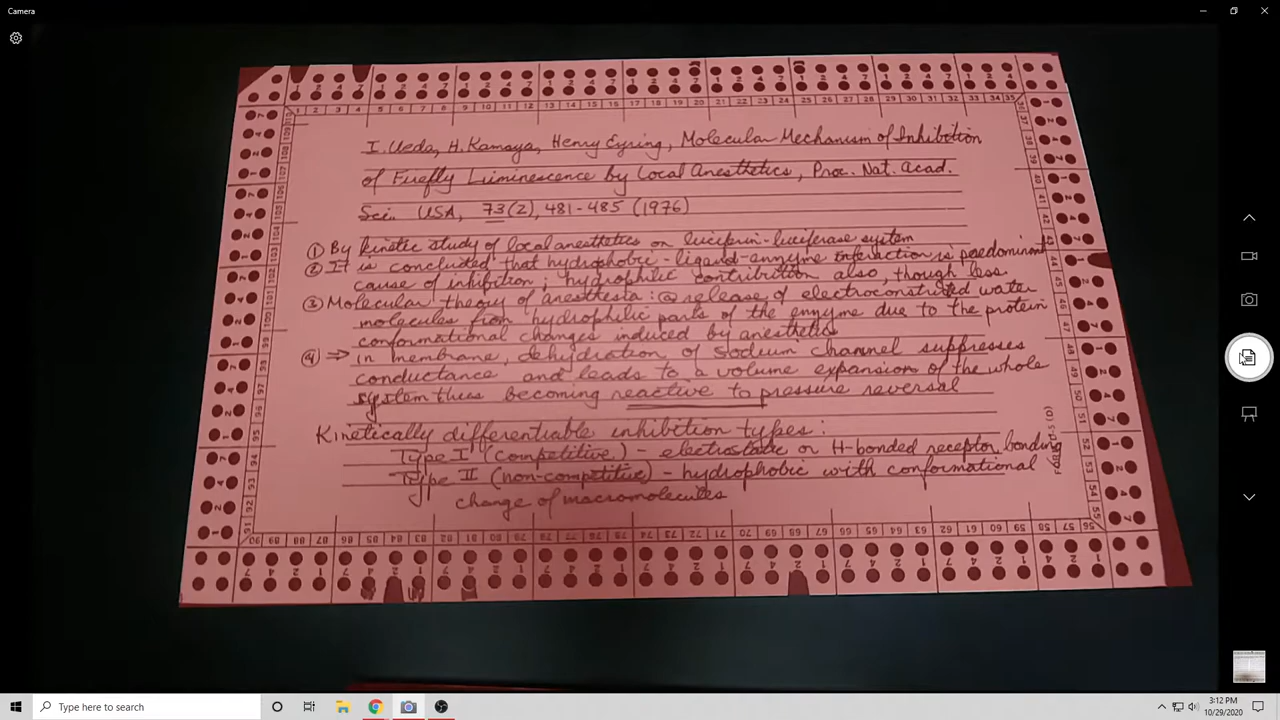 Camera
I. Ueda, H. Kamaya, Henry Eyring, Molecular Mechanism of Inhibition
of Firefly Luminescence by Local Anesthetics, Proc. Nat. Acad.
Sci. USA, 73(2), 481-485 (1976)
① By kinetic study of local anesthetics on luciferin-luciferase system
② It is concluded that hydrophobic-ligand-enzyme interaction is predominant
cause of inhibition, hydrophilic contribution also, though less.
③ Molecular theory of anesthesia: @ release of electroconstricted water
molecules from hydrophilic parts of the enzyme due to the protein
conformational changes induced by anesthetics
④ ⇒ in membrane, dehydration of sodium channel suppresses
conductance and leads to a volume expansion of the whole
system thus becoming reactive to pressure reversal
Kinetically differentiable inhibition types:
Type I (competitive) - electrostatic or H-bonded receptor bonding
Type II (non-competitive) - hydrophobic with conformational
change of macromolecules
Type here to search
3:12 PM
10/29/2020